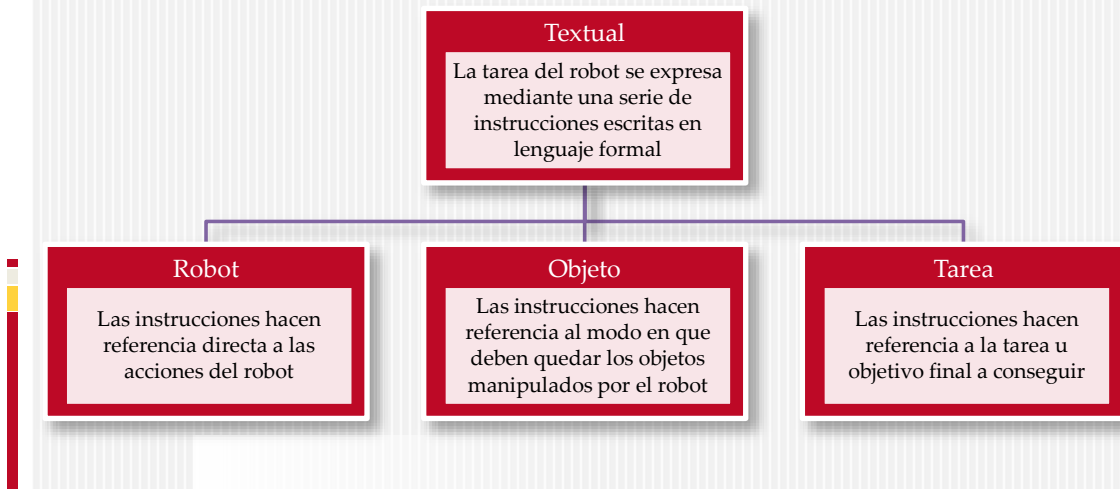 Textual
La tarea del robot se expresa
mediante una serie de
instrucciones escritas en
lenguaje formal
Robot
Las instrucciones hacen
referencia directa a las
acciones del robot
Objeto
Las instrucciones hacen
referencia al modo en que
deben quedar los objetos
manipulados por el robot
Tarea
Las instrucciones hacen
referencia a la tarea u
objetivo final a conseguir